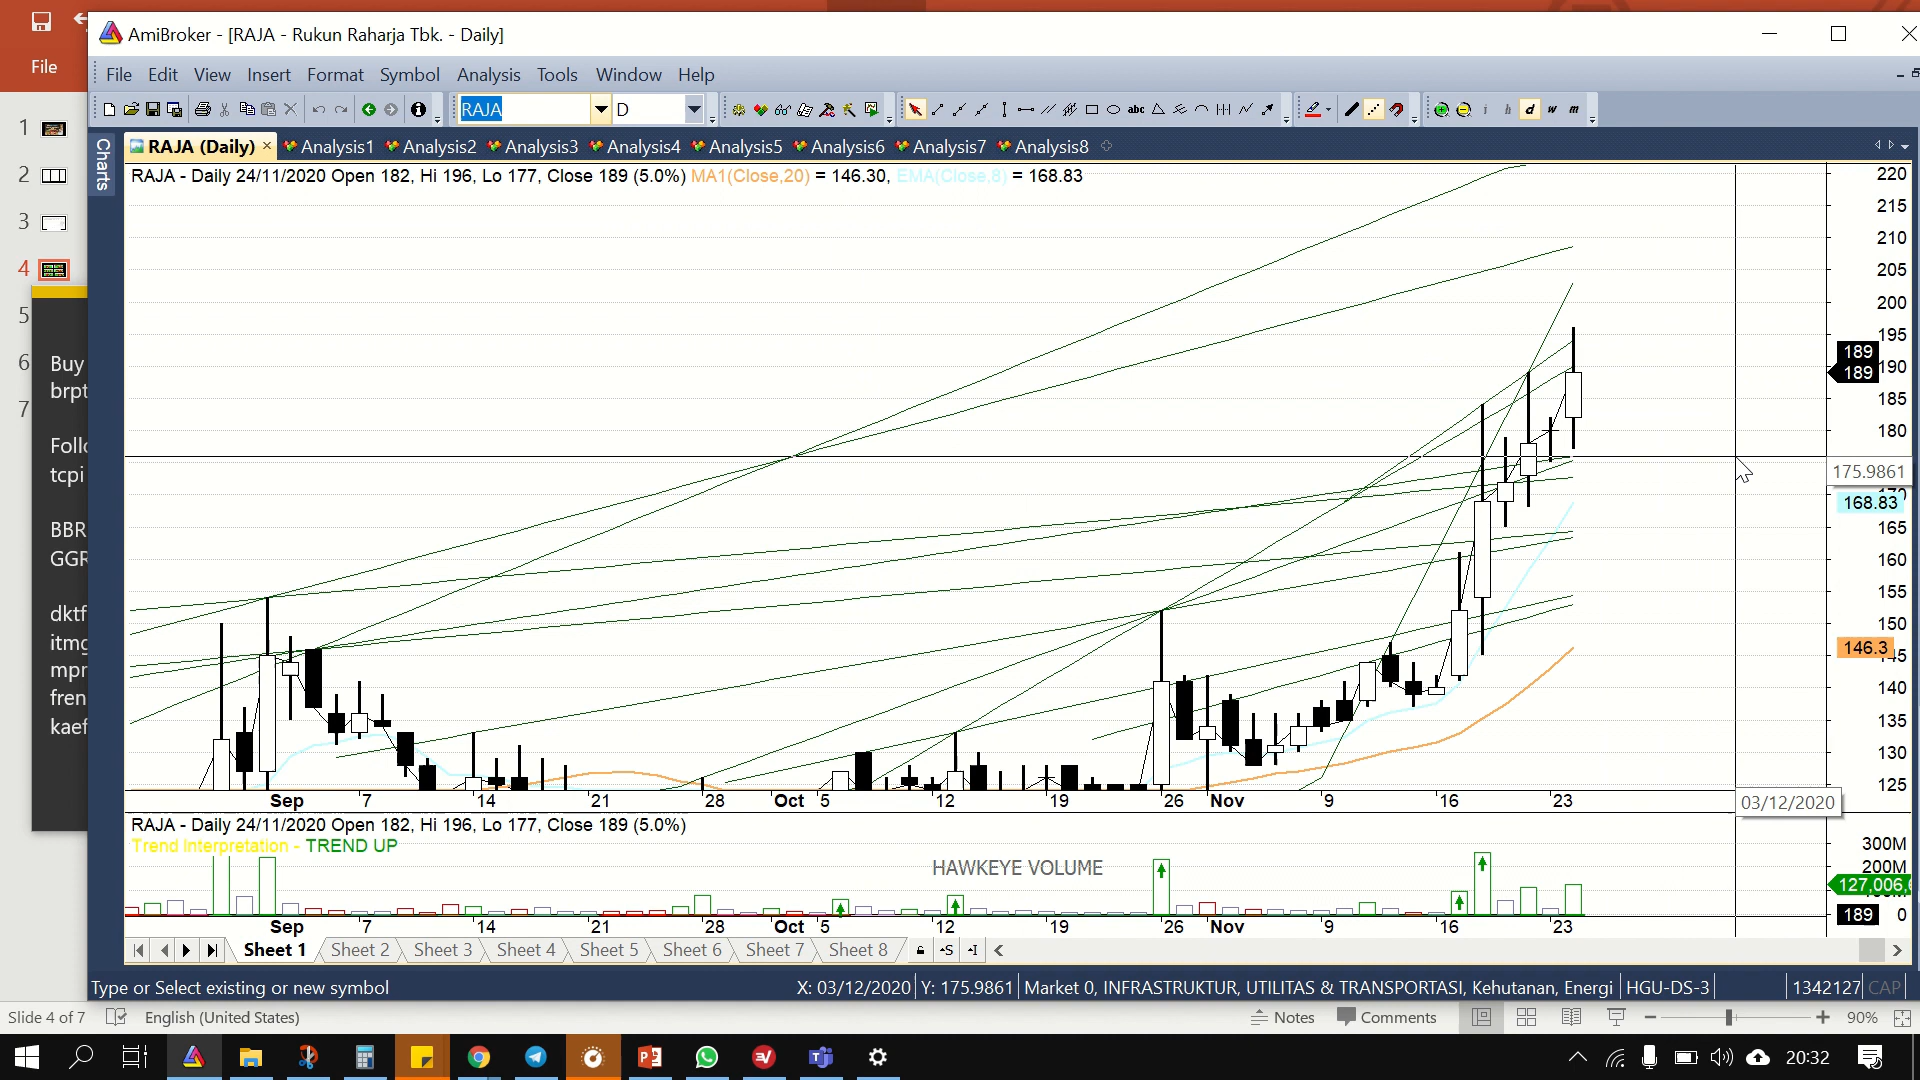 AmiBroker - [RAJA - Rukun Raharja Tbk. - Daily]
File
File Edit View Insert Format Symbol Analysis Tools Window Help
RAJA D abc i h d w m
Charts
RAJA (Daily) × Analysis1 Analysis2 Analysis3 Analysis4 Analysis5 Analysis6 Analysis7 Analysis8
RAJA - Daily 24/11/2020 Open 182, Hi 196, Lo 177, Close 189 (5.0%) MA1(Close,20) = 146.30, EMA(Close,8) = 168.83
1
2
3
4
5
6
7
Buy
brpt
Follo
tcpi
BBR
GGR
dktf
itmg
mpr
fren
kaef
220
215
210
205
200
195
189
190
189
185
180
175.9861
168.83
165
160
155
150
146.3
145
140
135
130
125
Sep 7 14 21 28 Oct 5 12 19 26 Nov 9 16 23
03/12/2020
RAJA - Daily 24/11/2020 Open 182, Hi 196, Lo 177, Close 189 (5.0%)
Trend Interpretation - TREND UP
HAWKEYE VOLUME
300M
200M
127,006,
189 0
Sep 7 14 21 28 Oct 5 12 19 26 Nov 9 16 23
Sheet 1 Sheet 2 Sheet 3 Sheet 4 Sheet 5 Sheet 6 Sheet 7 Sheet 8 -S -I
Type or Select existing or new symbol X: 03/12/2020 Y: 175.9861 Market 0, INFRASTRUKTUR, UTILITAS & TRANSPORTASI, Kehutanan, Energi HGU-DS-3 1342127 CAP
Slide 4 of 7 English (United States) Notes Comments 90%
20:32